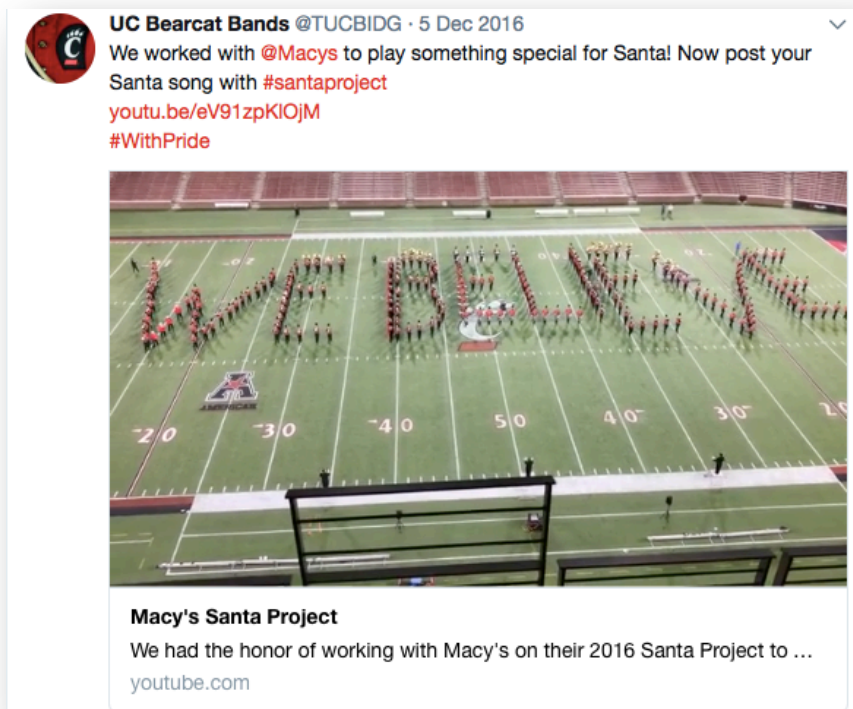 UC Bearcat Bands @TUCBIDG · 5 Dec 2016
We worked with @Macys to play something special for Santa! Now post your
Santa song with #santaproject
youtu.be/eV91zpKlOjM
#WithPride
WE BELIEVE
C
A
AMERICAN
20 30 40 50 40 30 20
Macy's Santa Project
We had the honor of working with Macy's on their 2016 Santa Project to ...
youtube.com